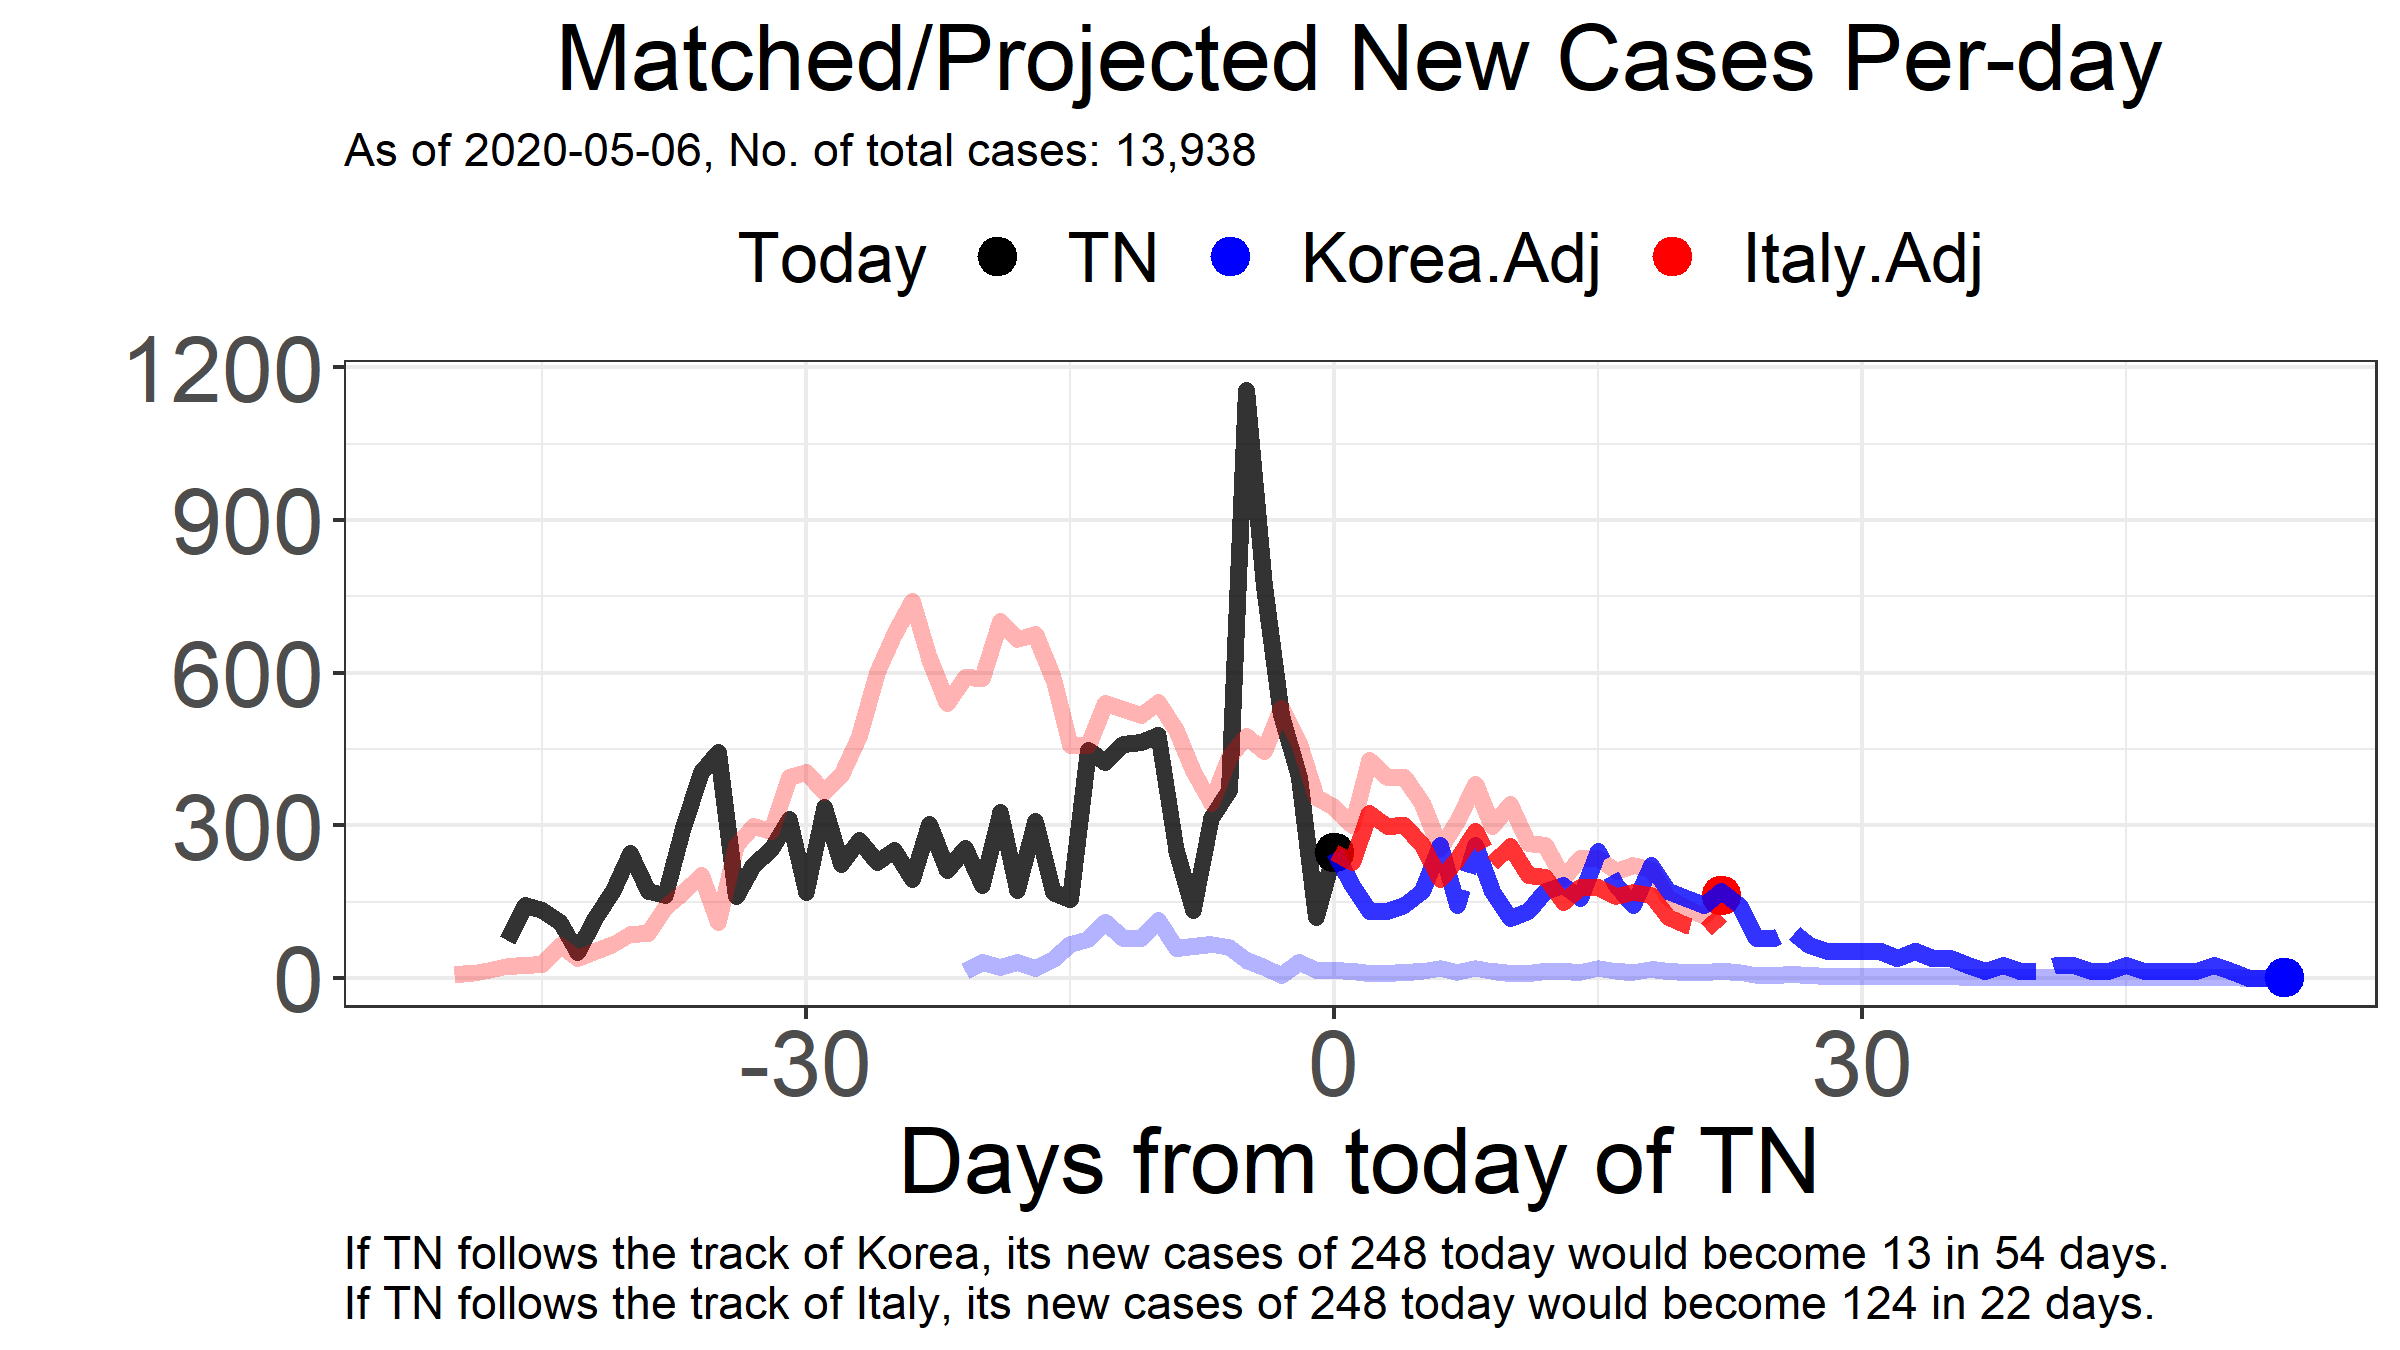 Matched/Projected New Cases Per-day
As of 2020-05-06, No. of total cases: 13,938
Today TN Korea.Adj Italy.Adj
1200
900
600
300
0
-30 0 30
Days from today of TN
If TN follows the track of Korea, its new cases of 248 today would become 13 in 54 days.
If TN follows the track of Italy, its new cases of 248 today would become 124 in 22 days.